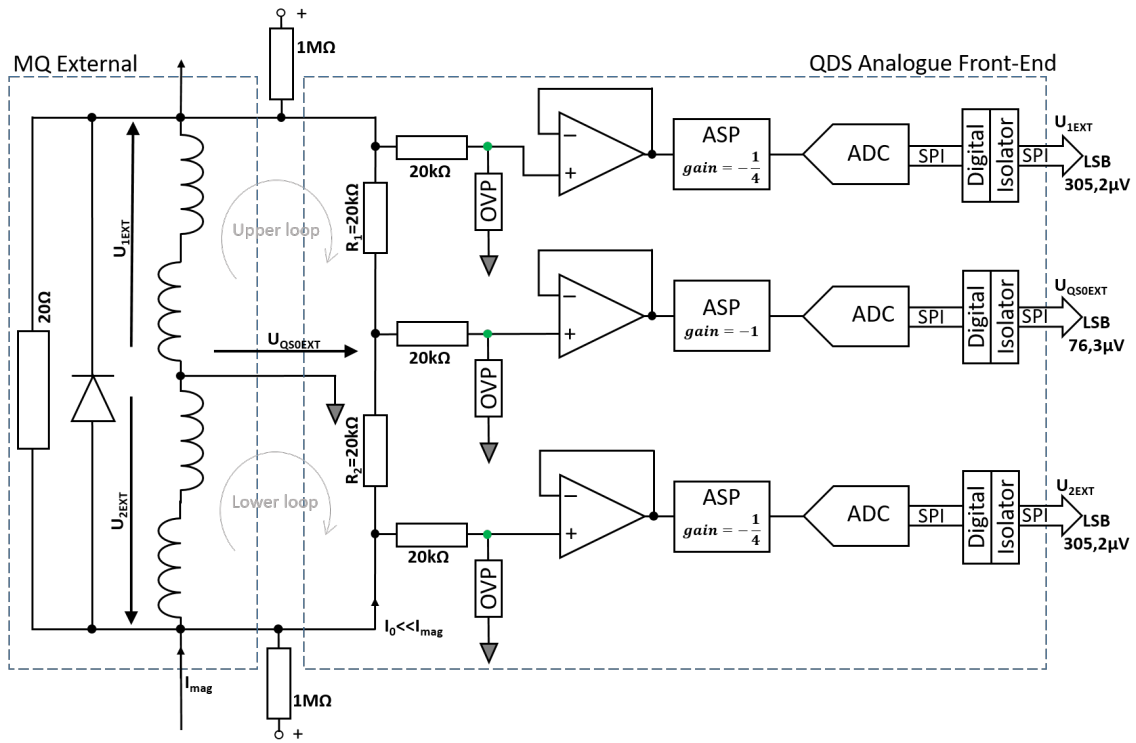 +
1MΩ
MQ External
QDS Analogue Front-End
20Ω
U1EXT
U2EXT
Upper loop
Lower loop
UQS0EXT
R1=20kΩ
R2=20kΩ
I0<<Imag
Imag
1MΩ
+
20kΩ
OVP
−
+
ASP
gain = −1/4
ADC
SPI
Digital
Isolator
SPI
U1EXT
LSB
305,2µV
20kΩ
OVP
−
+
ASP
gain = −1
ADC
SPI
Digital
Isolator
SPI
UQS0EXT
LSB
76,3µV
20kΩ
OVP
−
+
ASP
gain = −1/4
ADC
SPI
Digital
Isolator
SPI
U2EXT
LSB
305,2µV